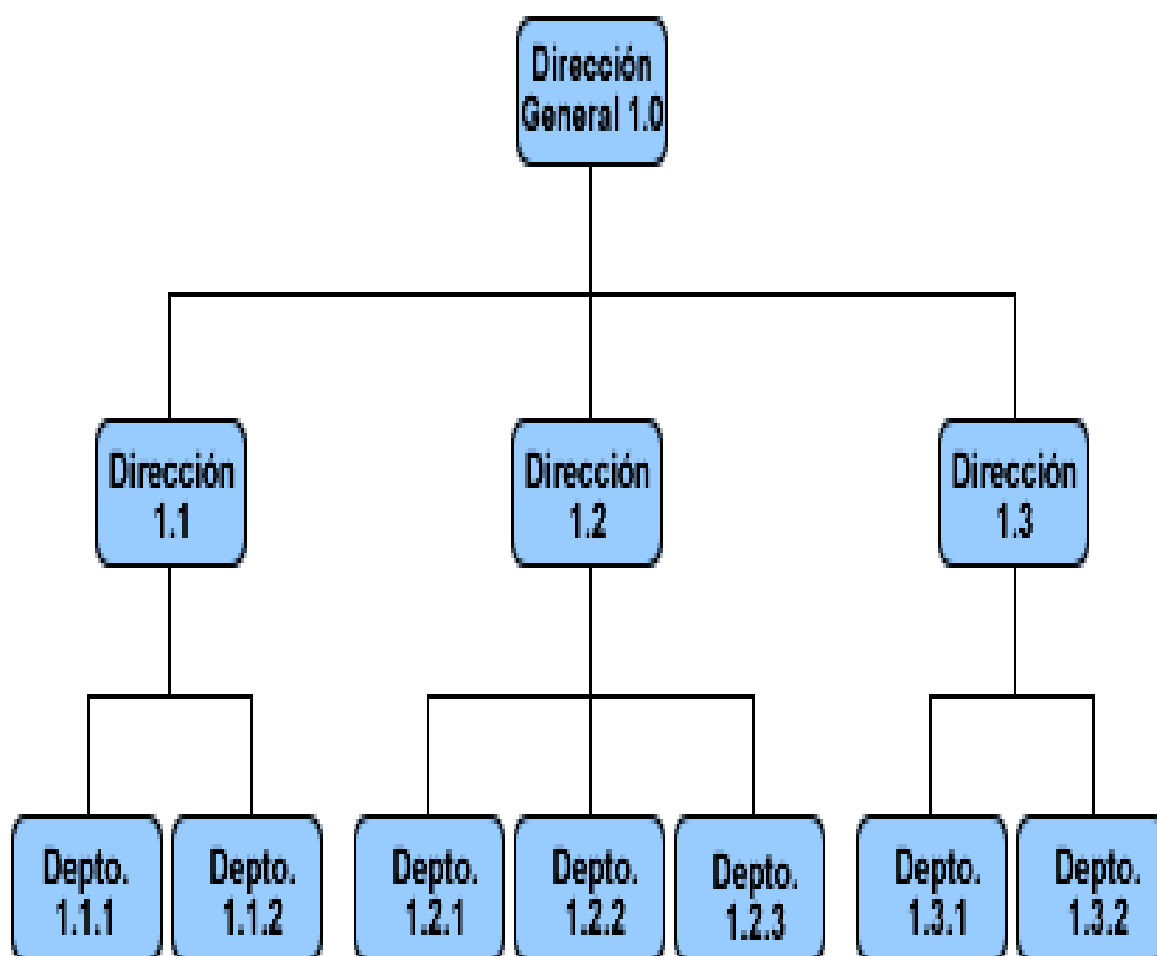 Dirección
General 1.0
Dirección
1.1
Dirección
1.2
Dirección
1.3
Depto.
1.1.1
Depto.
1.1.2
Depto.
1.2.1
Depto.
1.2.2
Depto.
1.2.3
Depto.
1.3.1
Depto.
1.3.2